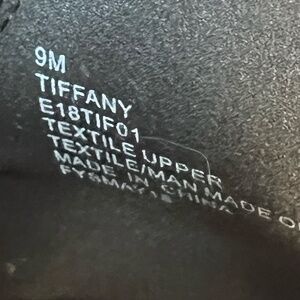 9M
TIFFANY
E18TIF01
TEXTILE UPPER
TEXTILE/MAN MADE
MADE IN CHINA